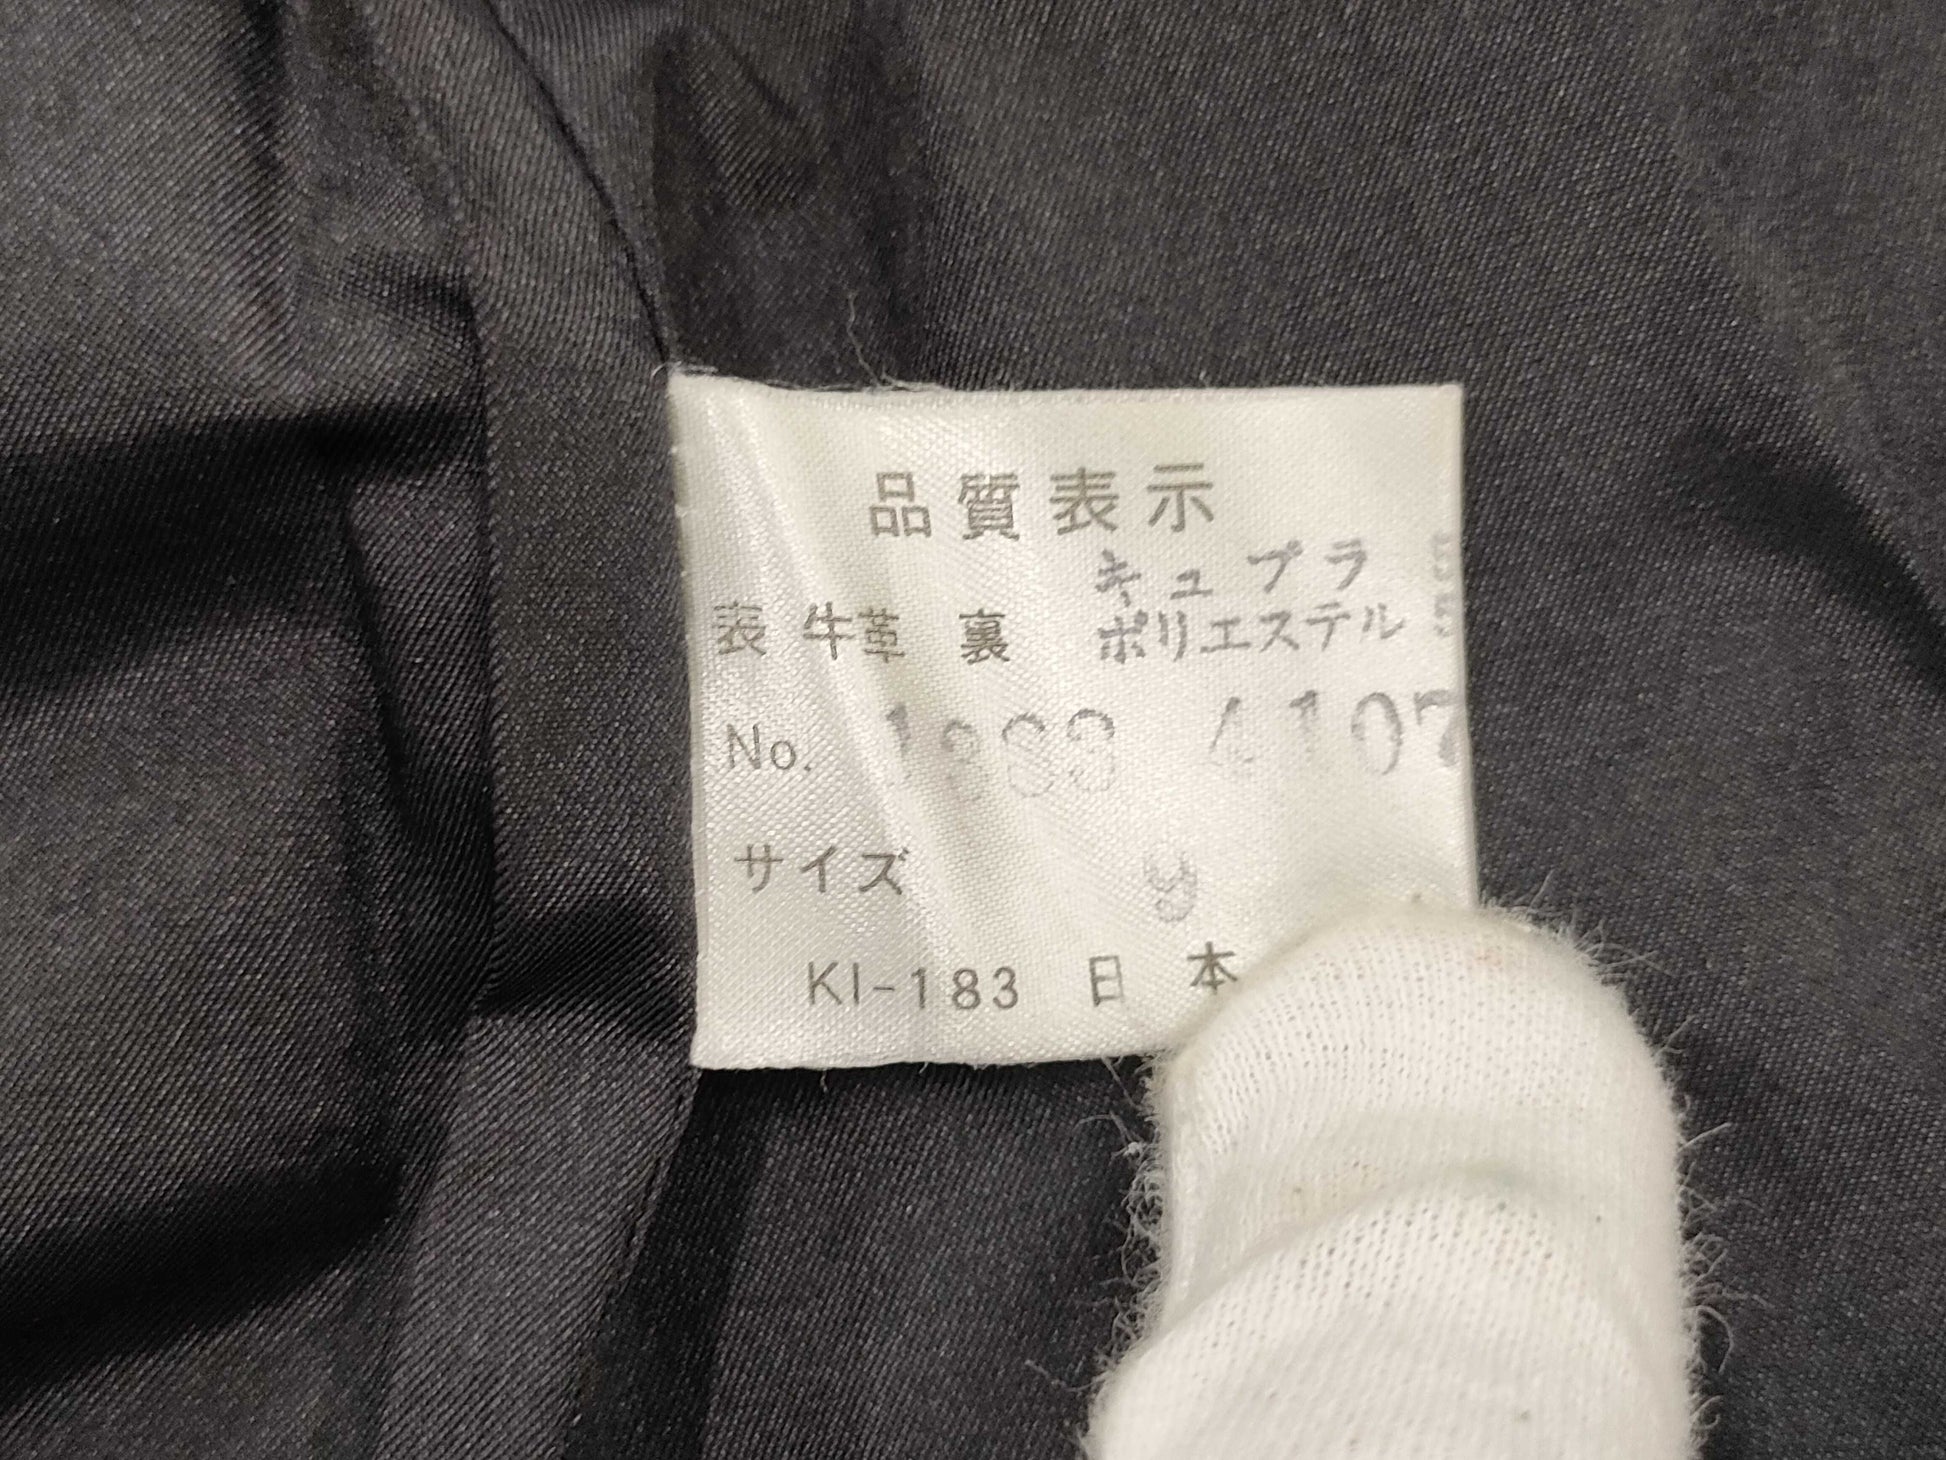 品質表示
キュプラ
表 牛革 裏 ポリエステル
No. 4107
サイズ 3
KI-183 日本